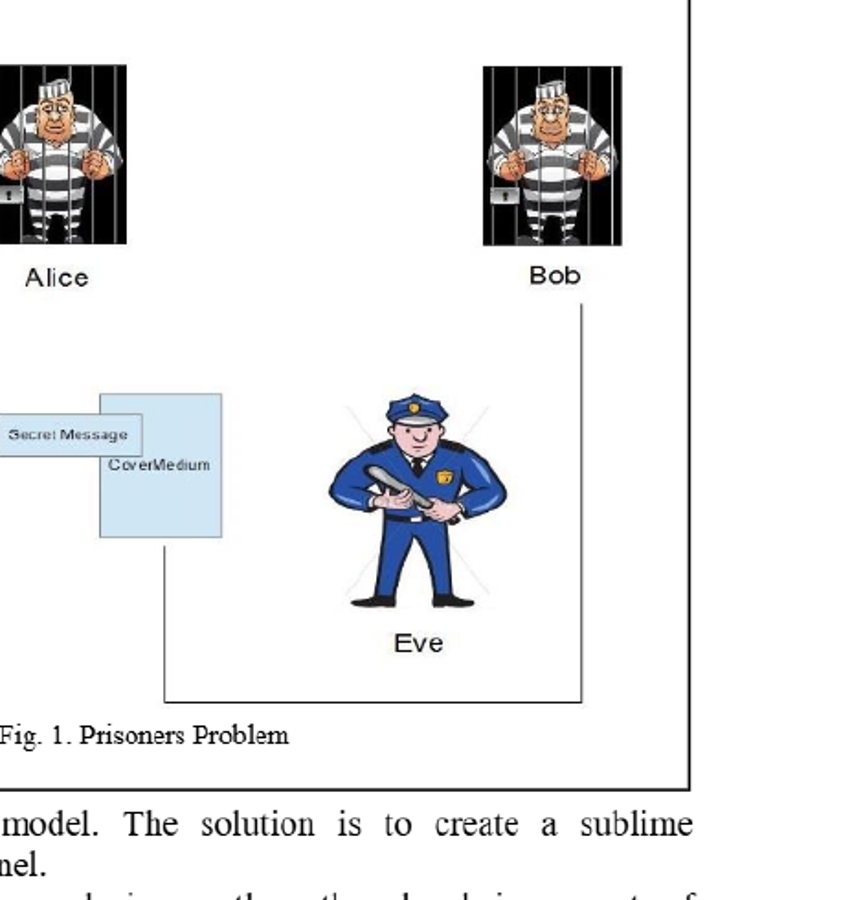 Alice
Bob
Secret Message
CoverMedium
Eve
Fig. 1. Prisoners Problem
model. The solution is to create a sublime
nel.